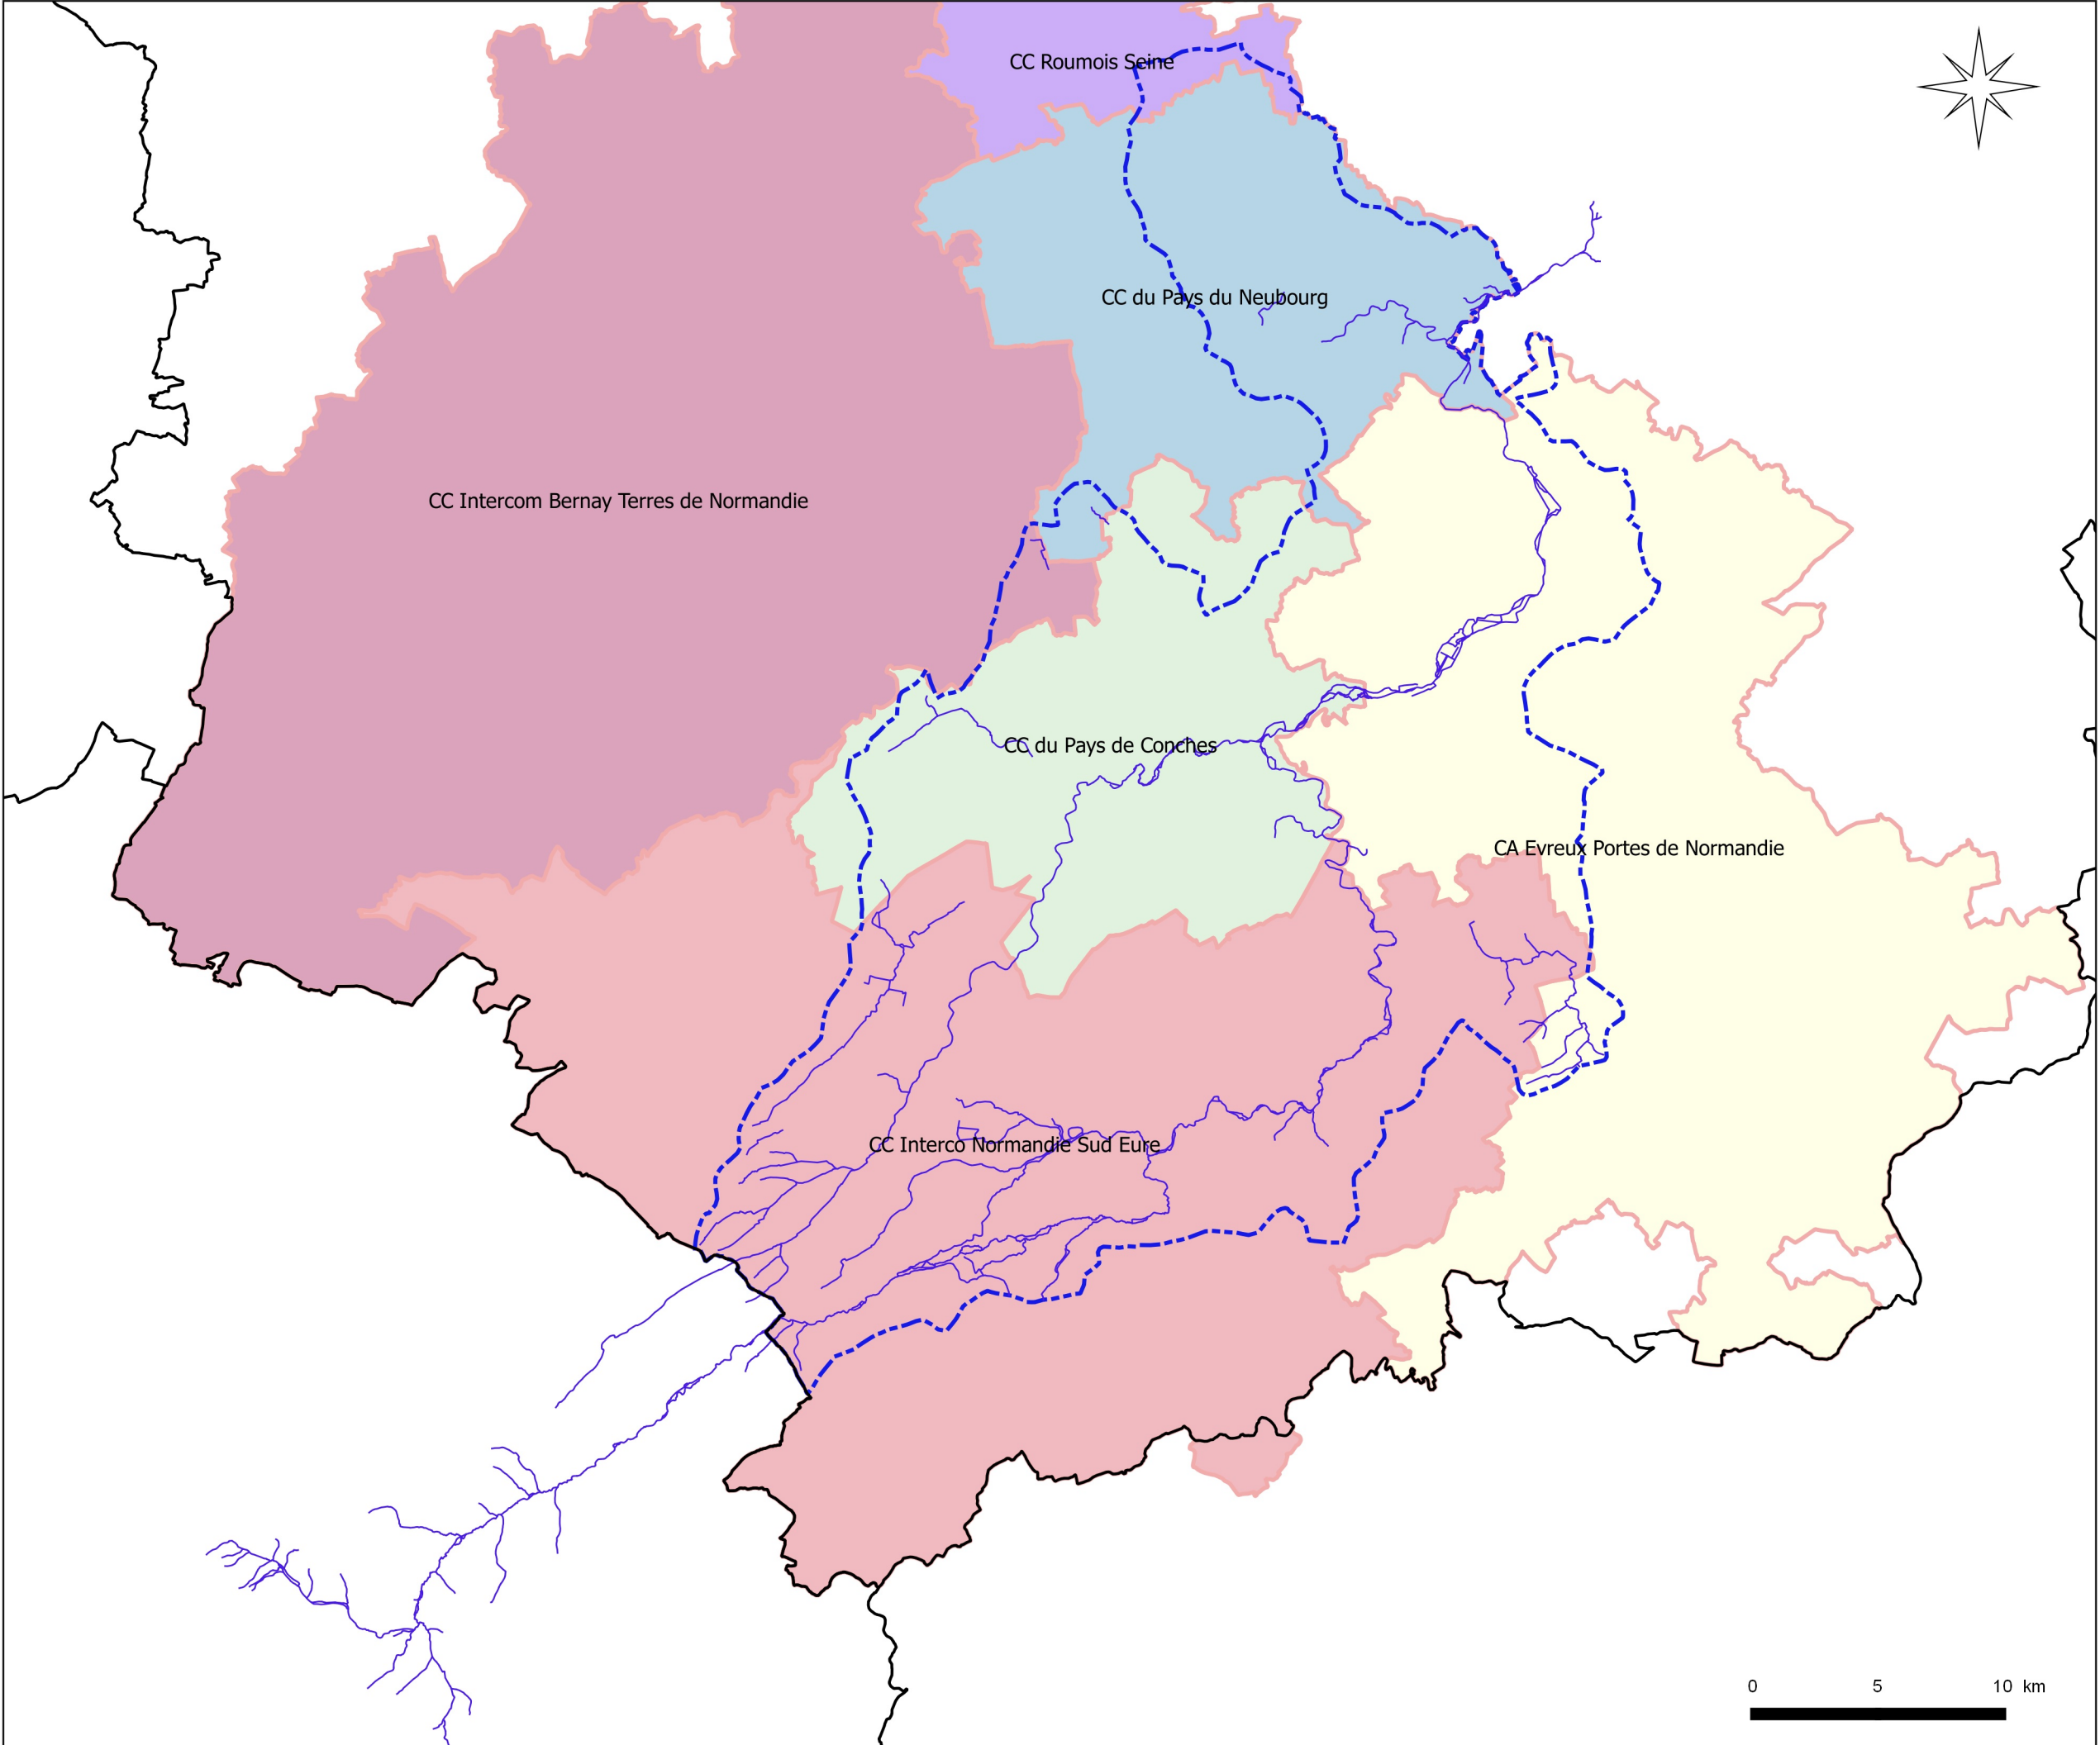 CC Roumois Seine
CC du Pays du Neubourg
CC Intercom Bernay Terres de Normandie
CC du Pays de Conches
CA Evreux Portes de Normandie
CC Interco Normandie Sud Eure
0 5 10 km